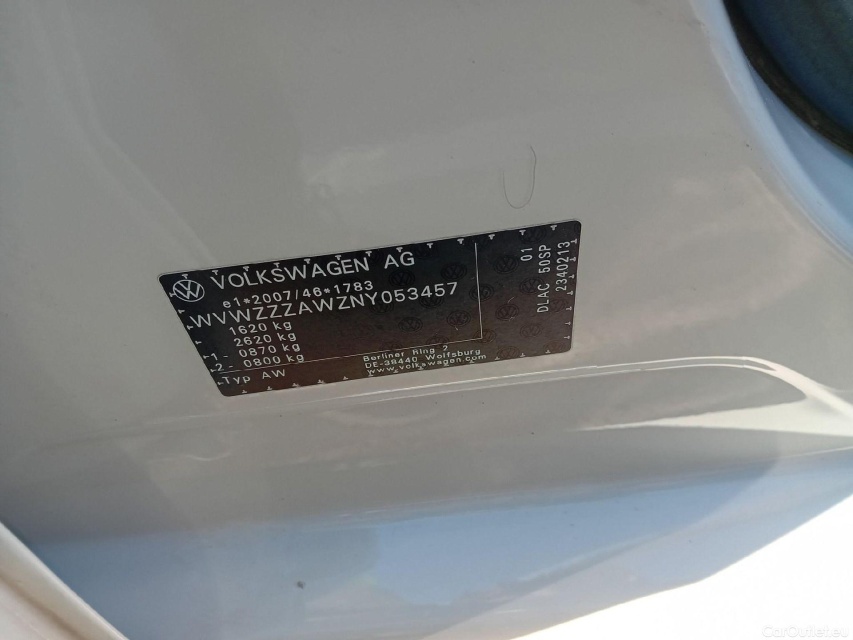 VOLKSWAGEN AG
e1*2007/46*1783
WVWZZZAWZNY053457
1620 kg
2620 kg
1- 0870 kg
2- 0800 kg
Typ AW
Berliner Ring 2
DE-38440 Wolfsburg
www.volkswagen.com
01
DLAC 50SP
2340213
CarOutlet.eu